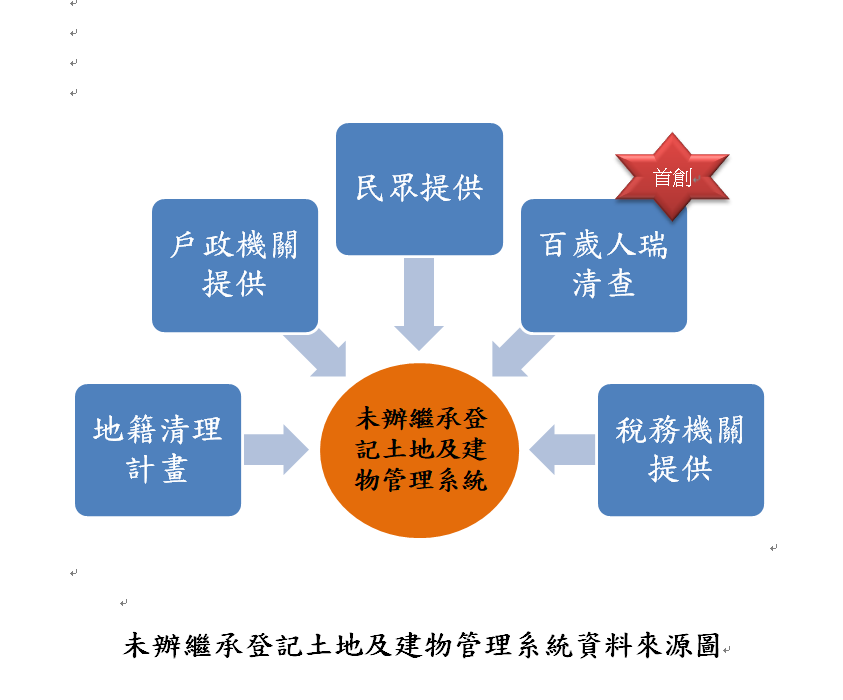 民眾提供
首創
戶政機關
提供
百歲人瑞
清查
地籍清理
計畫
未辦繼承登
記土地及建
物管理系統
稅務機關
提供
未辦繼承登記土地及建物管理系統資料來源圖